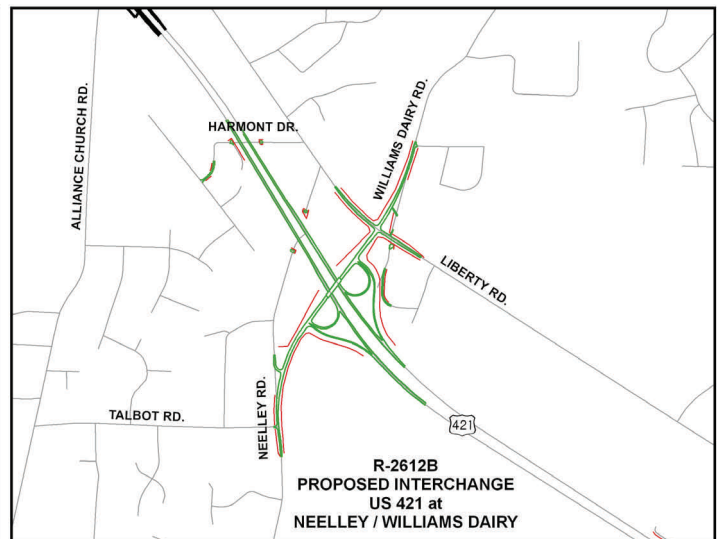 HARMONT DR.
ALLIANCE CHURCH RD.
WILLIAMS DAIRY RD.
LIBERTY RD.
NEELLEY RD.
TALBOT RD.
421
R-2612B
PROPOSED INTERCHANGE
US 421 at
NEELLEY / WILLIAMS DAIRY